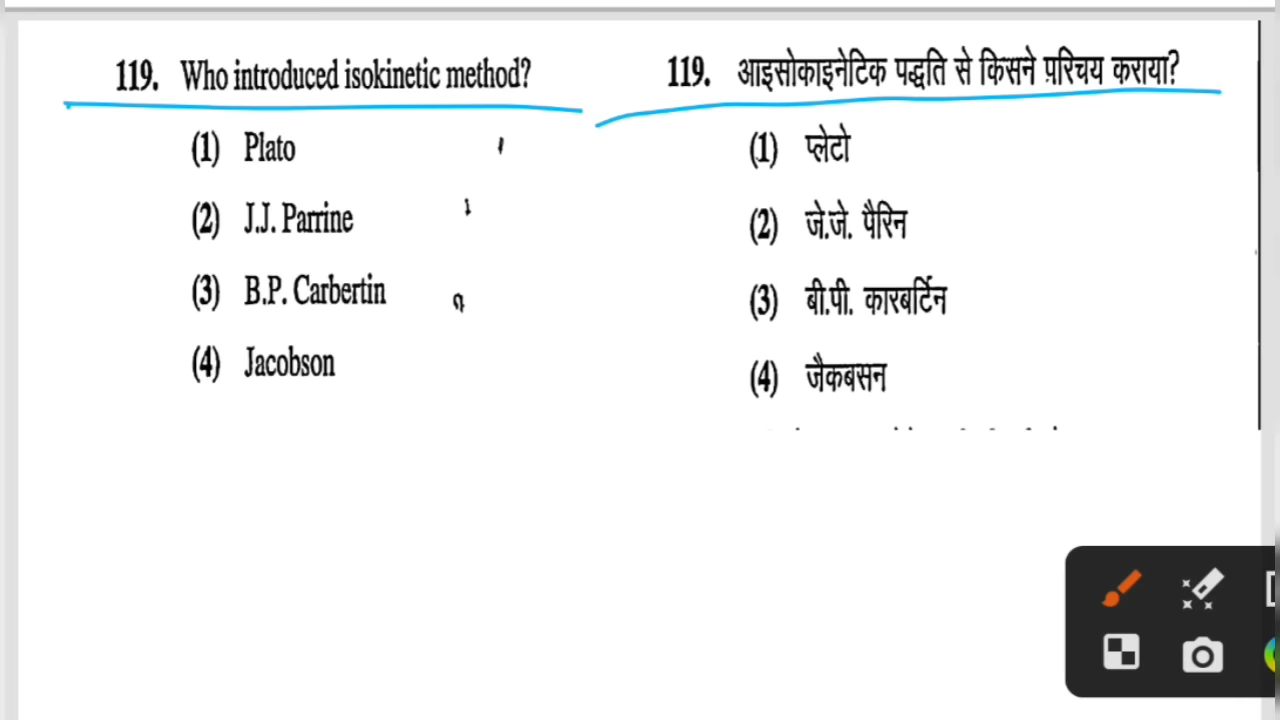 119. Who introduced isokinetic method?
(1) Plato
(2) J.J. Parrine
(3) B.P. Carbertin
(4) Jacobson
119. आइसोकाइनेटिक पद्धति से किसने परिचय कराया?
(1) प्लेटो
(2) जे.जे. पैरिन
(3) बी.पी. कारबर्टिन
(4) जैकबसन